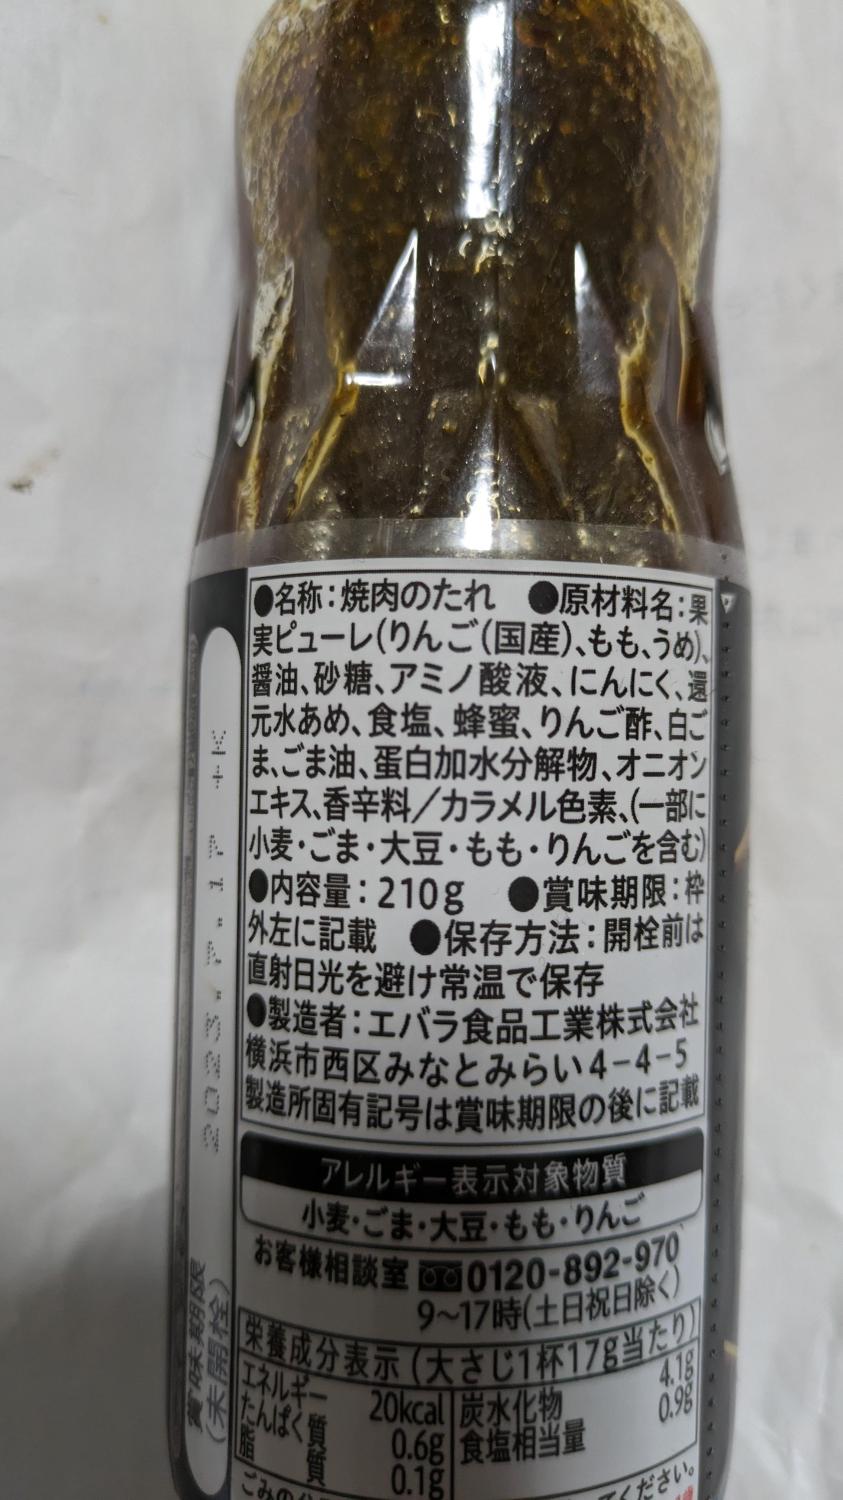 ●名称：焼肉のたれ　●原材料名：果
実ピューレ(りんご(国産)、もも、うめ)、
醤油、砂糖、アミノ酸液、にんにく、還
元水あめ、食塩、蜂蜜、りんご酢、白ご
ま、ごま油、蛋白加水分解物、オニオン
エキス、香辛料／カラメル色素、(一部に
小麦・ごま・大豆・もも・りんごを含む)
●内容量：210g　●賞味期限：枠
外左に記載　●保存方法：開栓前は
直射日光を避け常温で保存
●製造者：エバラ食品工業株式会社
横浜市西区みなとみらい4-4-5
製造所固有記号は賞味期限の後に記載
アレルギー表示対象物質
小麦・ごま・大豆・もも・りんご
お客様相談室 0120-892-970
9～17時(土日祝日除く)
栄養成分表示(大さじ1杯17g当たり)
エネルギー 20kcal 炭水化物 4.1g
たんぱく質 0.6g 食塩相当量 0.9g
脂質 0.1g
ごみの
てください。
賞味期限
(未開栓)